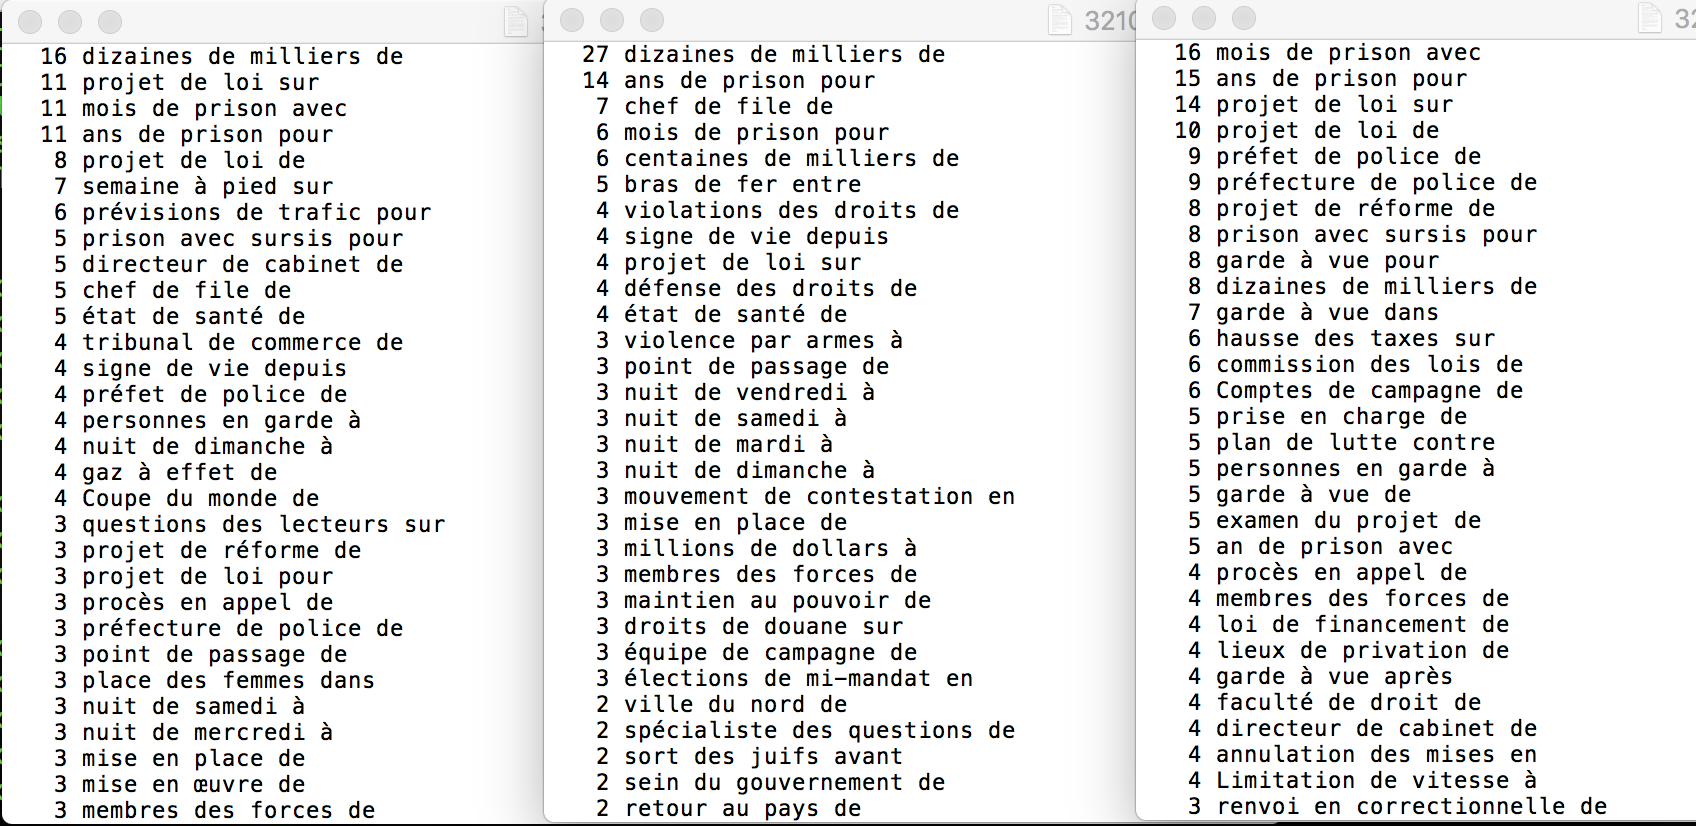 3210
32
16 dizaines de milliers de
11 projet de loi sur
11 mois de prison avec
11 ans de prison pour
8 projet de loi de
7 semaine à pied sur
6 prévisions de trafic pour
5 prison avec sursis pour
5 directeur de cabinet de
5 chef de file de
5 état de santé de
4 tribunal de commerce de
4 signe de vie depuis
4 préfet de police de
4 personnes en garde à
4 nuit de dimanche à
4 gaz à effet de
4 Coupe du monde de
3 questions des lecteurs sur
3 projet de réforme de
3 projet de loi pour
3 procès en appel de
3 préfecture de police de
3 point de passage de
3 place des femmes dans
3 nuit de samedi à
3 nuit de mercredi à
3 mise en place de
3 mise en œuvre de
3 membres des forces de
27 dizaines de milliers de
14 ans de prison pour
7 chef de file de
6 mois de prison pour
6 centaines de milliers de
5 bras de fer entre
4 violations des droits de
4 signe de vie depuis
4 projet de loi sur
4 défense des droits de
4 état de santé de
3 violence par armes à
3 point de passage de
3 nuit de vendredi à
3 nuit de samedi à
3 nuit de mardi à
3 nuit de dimanche à
3 mouvement de contestation en
3 mise en place de
3 millions de dollars à
3 membres des forces de
3 maintien au pouvoir de
3 droits de douane sur
3 équipe de campagne de
3 élections de mi-mandat en
2 ville du nord de
2 spécialiste des questions de
2 sort des juifs avant
2 sein du gouvernement de
2 retour au pays de
16 mois de prison avec
15 ans de prison pour
14 projet de loi sur
10 projet de loi de
9 préfet de police de
9 préfecture de police de
8 projet de réforme de
8 prison avec sursis pour
8 garde à vue pour
8 dizaines de milliers de
7 garde à vue dans
6 hausse des taxes sur
6 commission des lois de
6 Comptes de campagne de
5 prise en charge de
5 plan de lutte contre
5 personnes en garde à
5 garde à vue de
5 examen du projet de
5 an de prison avec
4 procès en appel de
4 membres des forces de
4 loi de financement de
4 lieux de privation de
4 garde à vue après
4 faculté de droit de
4 directeur de cabinet de
4 annulation des mises en
4 Limitation de vitesse à
3 renvoi en correctionnelle de